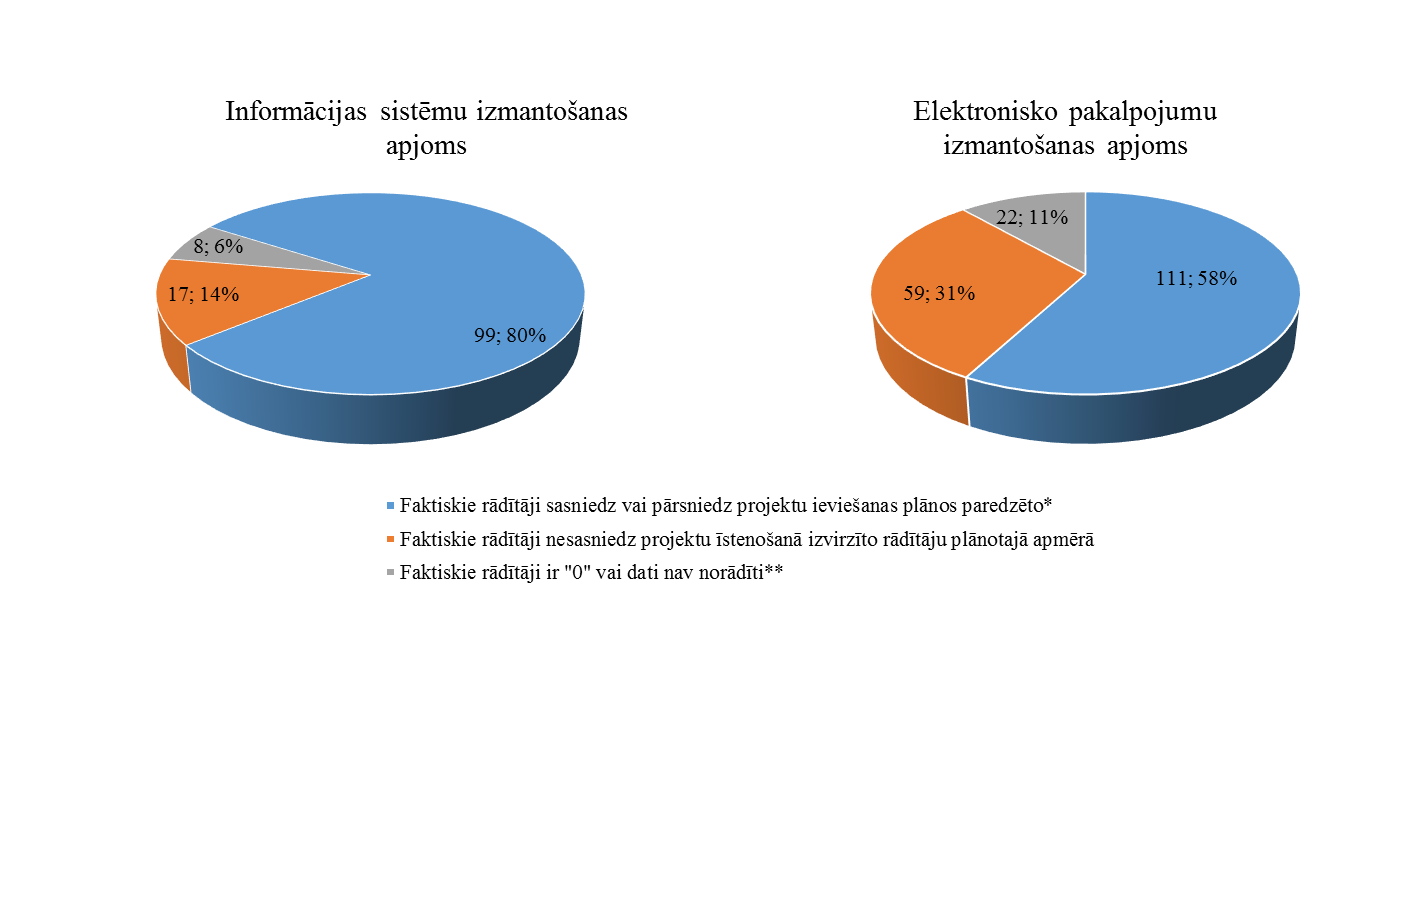 Informācijas sistēmu izmantošanas
apjoms
8; 6%
17; 14%
99; 80%
Elektronisko pakalpojumu
izmantošanas apjoms
22; 11%
59; 31%
111; 58%
Faktiskie rādītāji sasniedz vai pārsniedz projektu ieviešanas plānos paredzēto*
Faktiskie rādītāji nesasniedz projektu īstenošanā izvirzīto rādītāju plānotajā apmērā
Faktiskie rādītāji ir "0" vai dati nav norādīti**